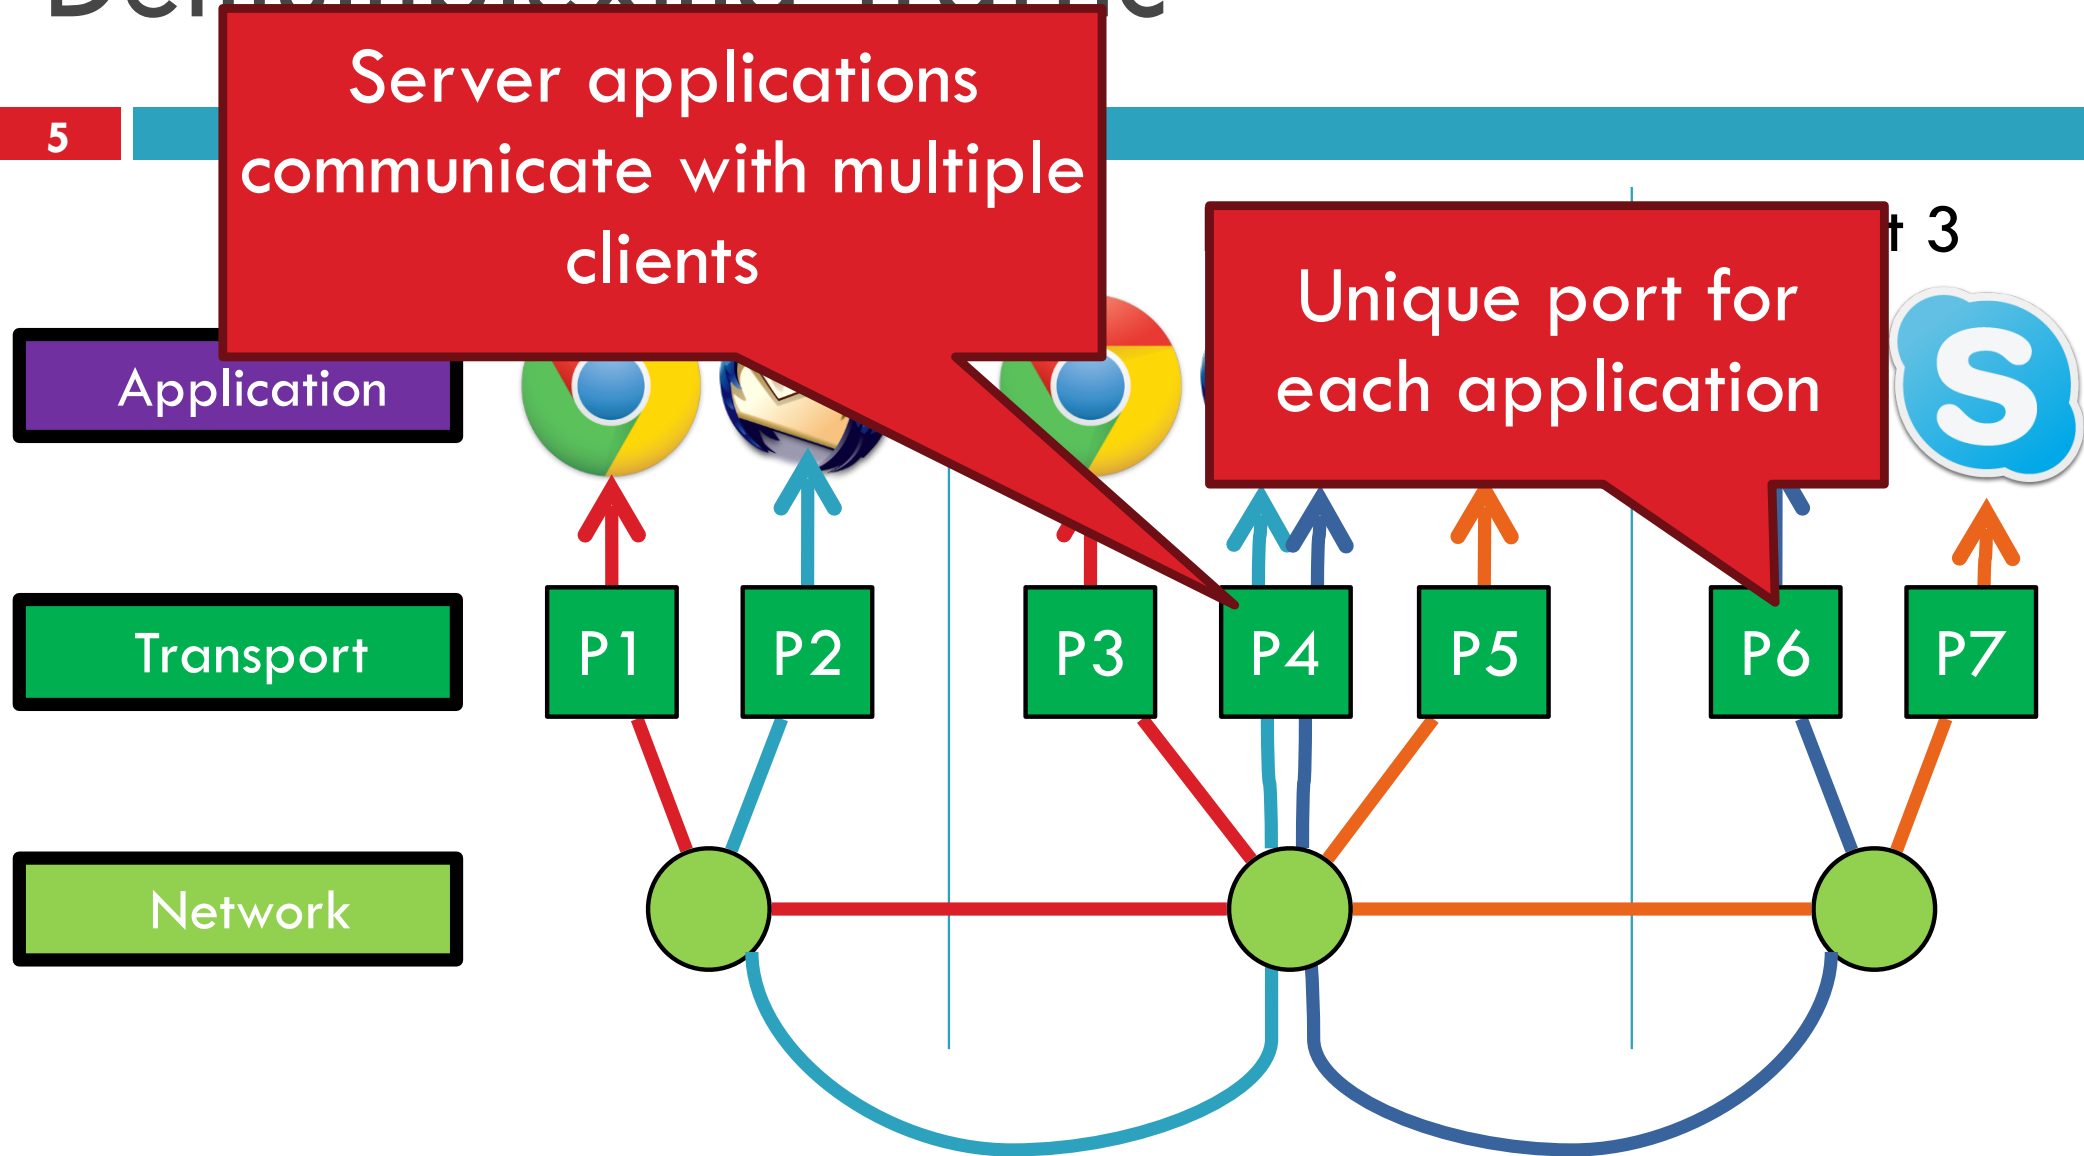 Server applications
communicate with multiple
clients
5
t 3
Unique port for
each application
Application
Transport
P1
P2
P3
P4
P5
P6
P7
Network